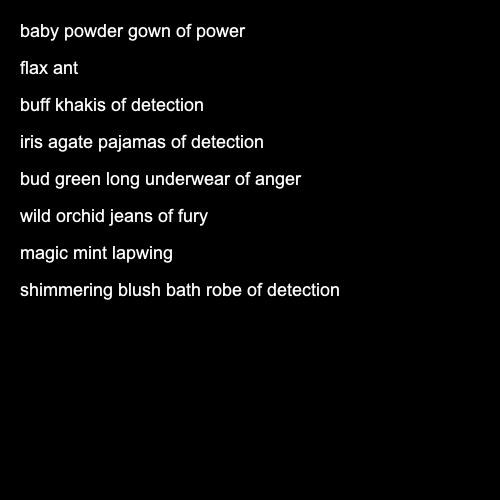 baby powder gown of power
flax ant
buff khakis of detection
iris agate pajamas of detection
bud green long underwear of anger
wild orchid jeans of fury
magic mint lapwing
shimmering blush bath robe of detection